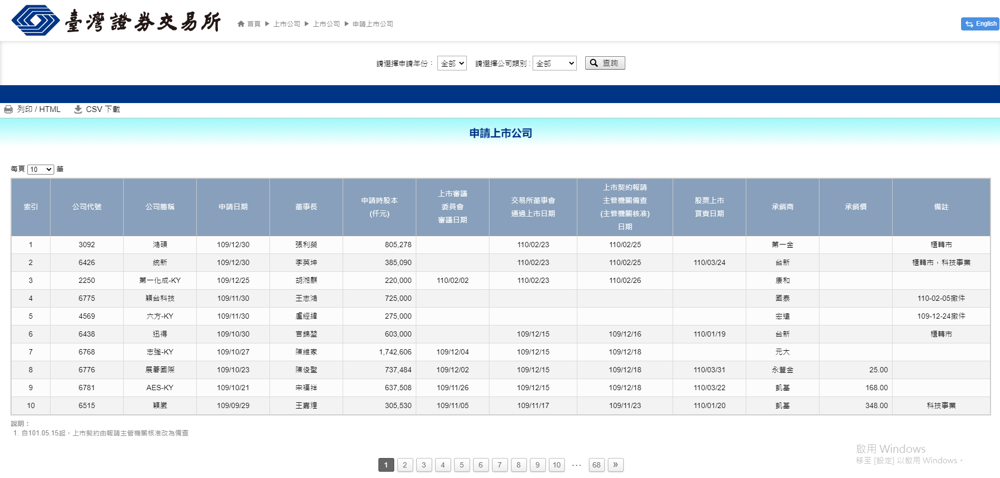 臺灣證券交易所
首頁 ▶ 上市公司 ▶ 上市公司 ▶ 申請上市公司
English
請選擇申請年份： 全部 請選擇公司類別 : 全部 查詢
列印 / HTML CSV 下載
申請上市公司
每頁 10 筆
索引 公司代號 公司簡稱 申請日期 董事長 申請時股本 (仟元) 上市審議 委員會 審議日期 交易所董事會 通過上市日期 上市契約報請 主管機關備查 (主管機關核准) 日期 股票上市 買賣日期 承銷商 承銷價 備註
1 3092 鴻碩 109/12/30 張利榮 805,278 110/02/23 110/02/25 第一金 櫃轉市
2 6426 統新 109/12/30 李英坤 385,090 110/02/23 110/02/25 110/03/24 台新 櫃轉市，科技事業
3 2250 第一化成-KY 109/12/25 胡湘麒 220,000 110/02/02 110/02/23 110/02/26 康和
4 6775 穎台科技 109/11/30 王志鴻 725,000 國泰 110-02-05撤件
5 4569 六方-KY 109/11/30 盧經緯 275,000 宏遠 109-12-24撤件
6 6438 迅得 109/10/30 官錦堃 603,000 109/12/15 109/12/16 110/01/19 台新 櫃轉市
7 6768 志強-KY 109/10/27 陳維家 1,742,606 109/12/04 109/12/15 109/12/18 元大
8 6776 展碁國際 109/10/23 陳俊聖 737,484 109/12/02 109/12/15 109/12/18 110/03/31 永豐金 25.00
9 6781 AES-KY 109/10/21 宋福祥 637,508 109/11/26 109/12/15 109/12/18 110/03/22 凱基 168.00
10 6515 穎崴 109/09/29 王嘉煌 305,530 109/11/05 109/11/17 109/11/23 110/01/20 凱基 348.00 科技事業
說明：
1. 自101.05.15起，上市契約由報請主管機關核准改為備查
啟用 Windows
移至 [設定] 以啟用 Windows。
1 2 3 4 5 6 7 8 9 10 ... 68 »